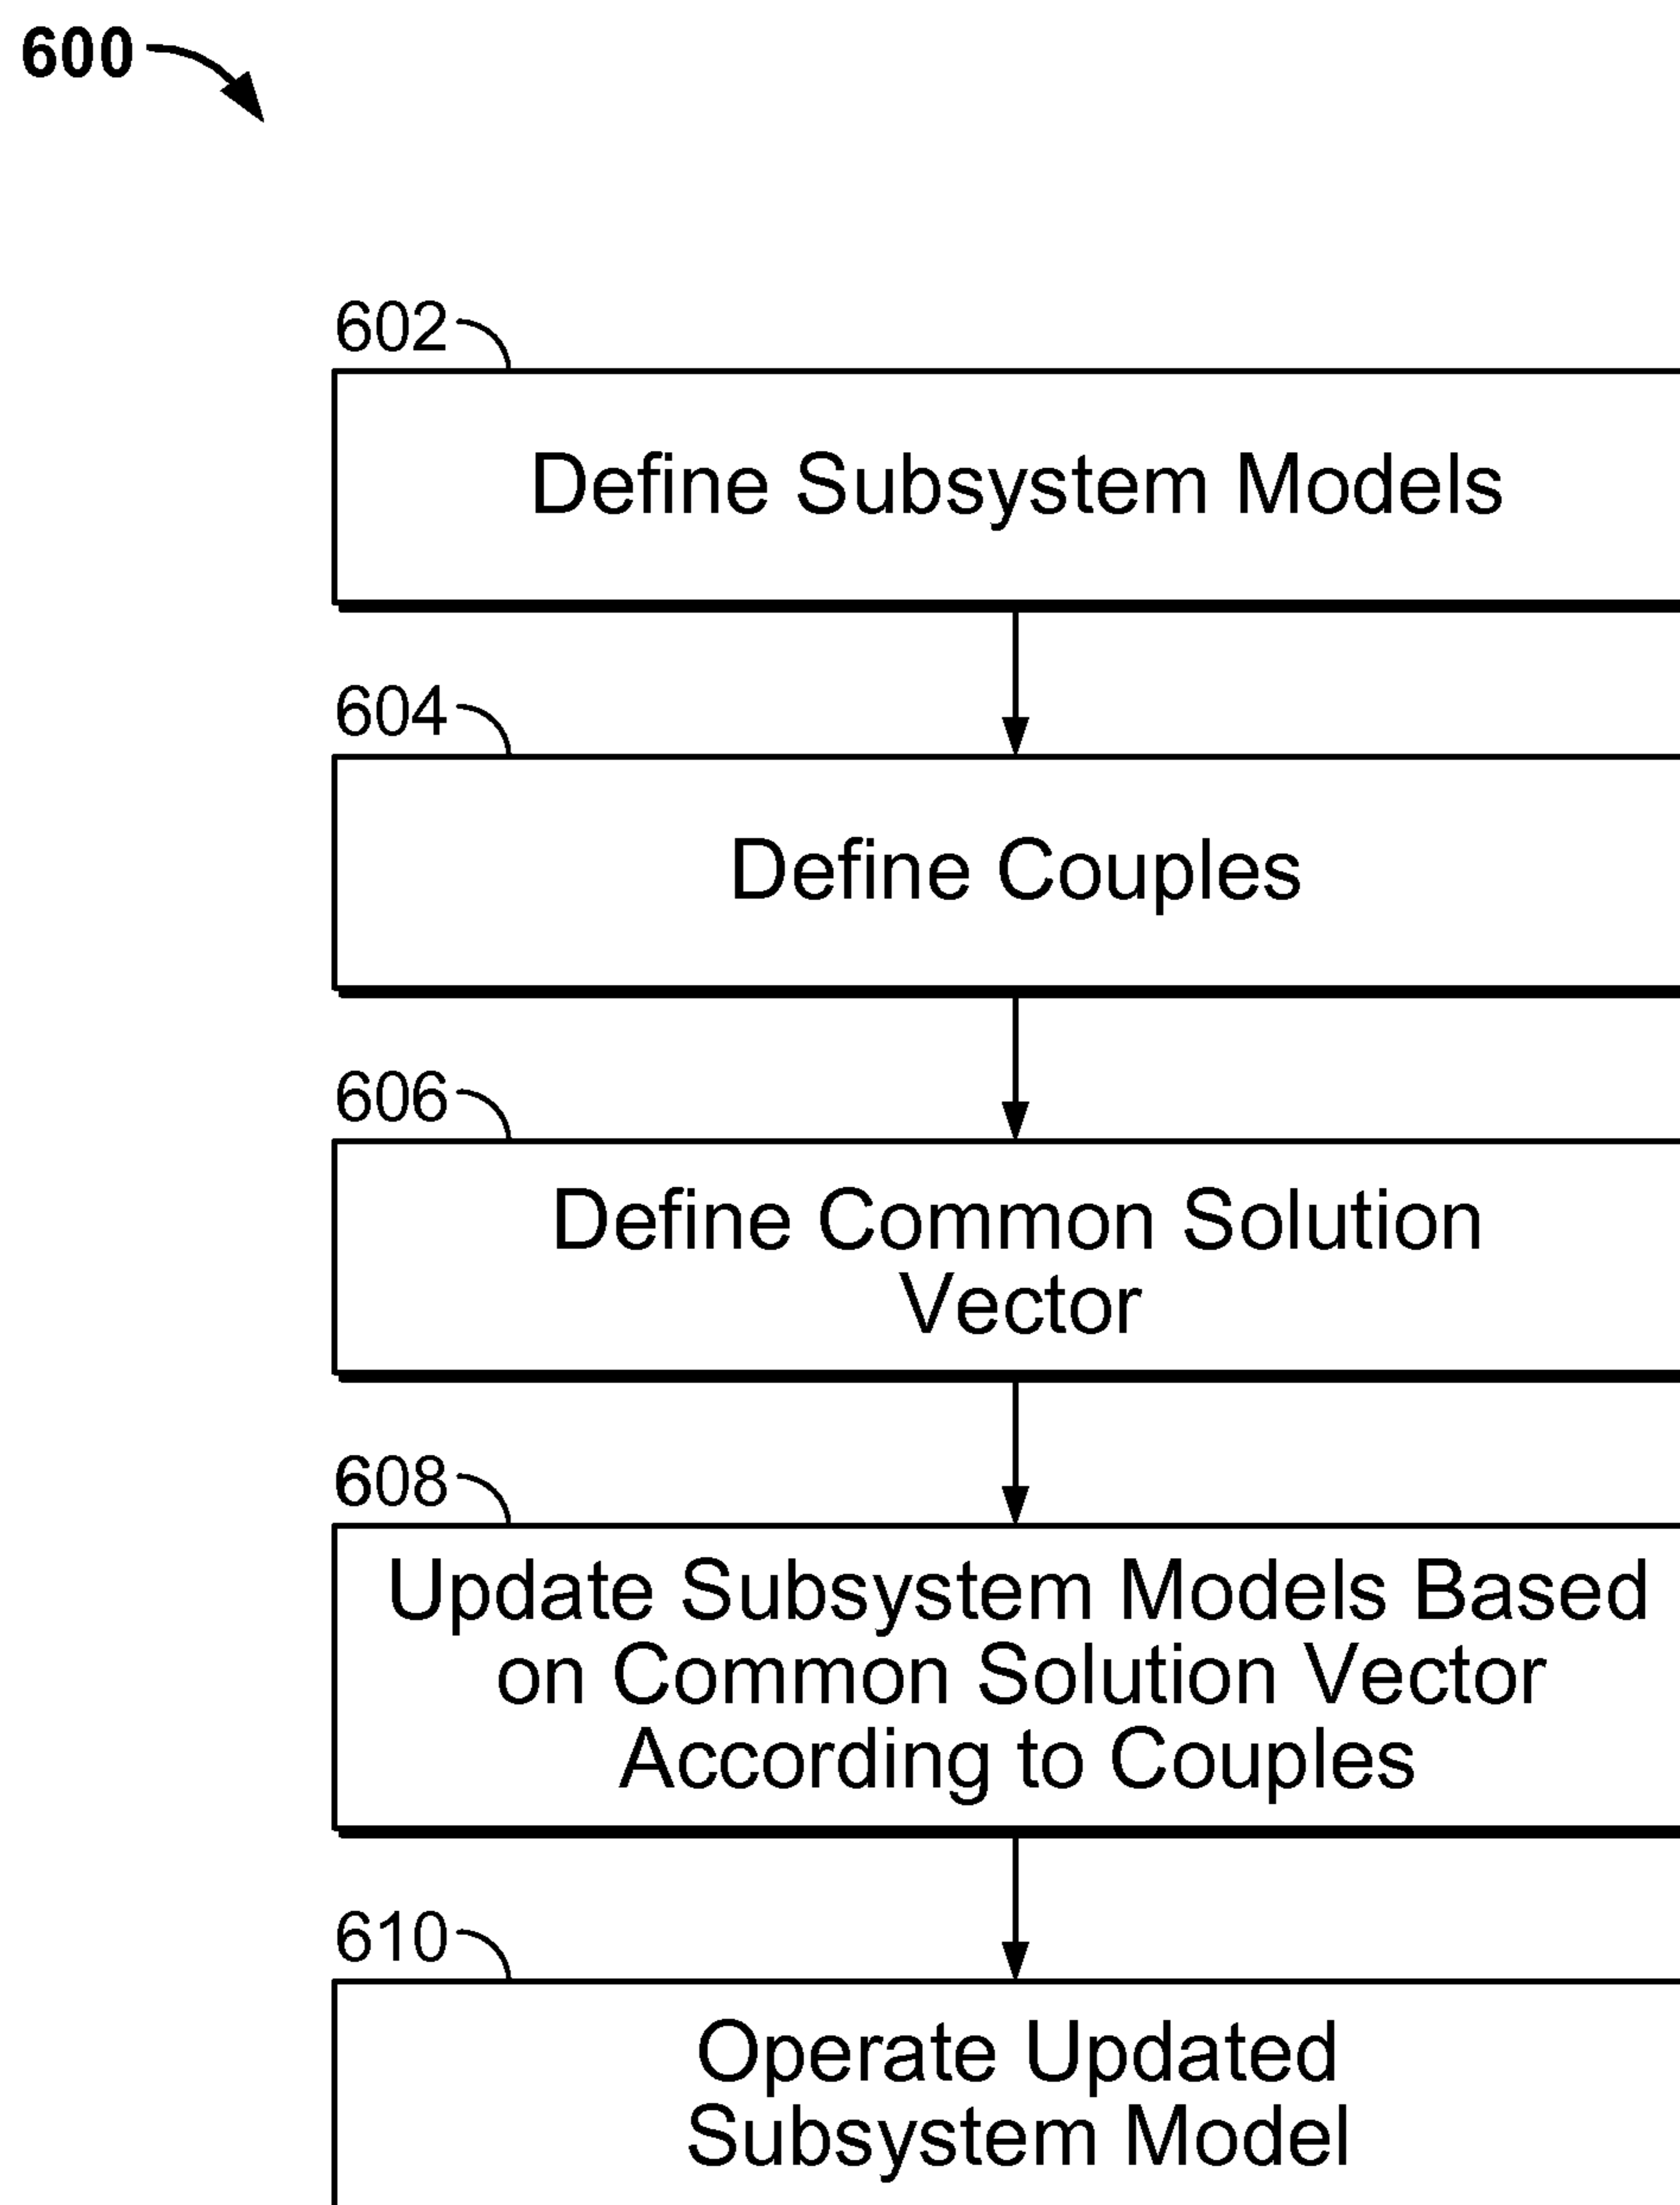 600
602
Define Subsystem Models
604
Define Couples
606
Define Common Solution
Vector
608
Update Subsystem Models Based
on Common Solution Vector
According to Couples
610
Operate Updated
Subsystem Model